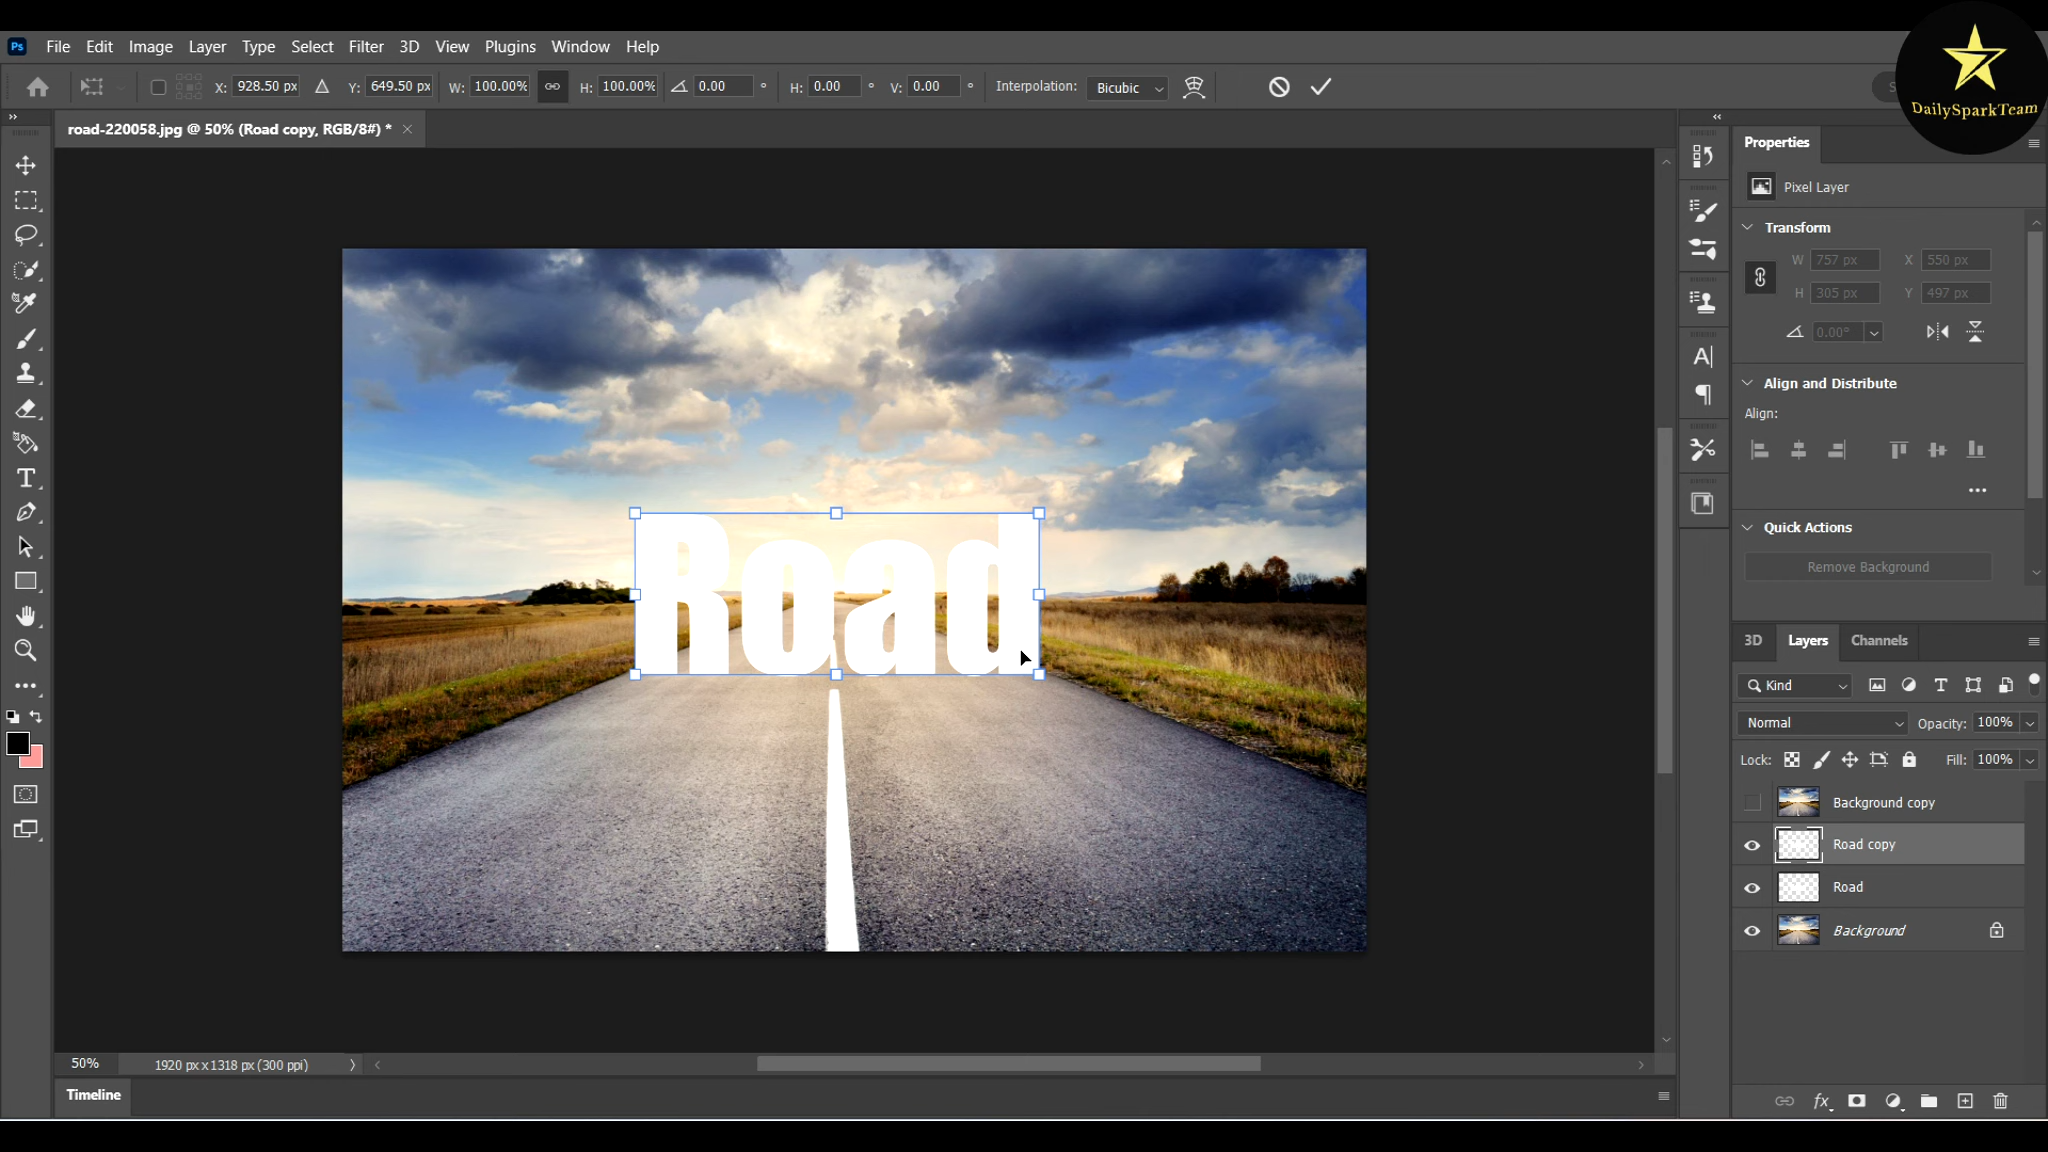 Ps File Edit Image Layer Type Select Filter 3D View Plugins Window Help
X: 928.50 px Y: 649.50 px W: 100.00% H: 100.00% 0.00 ° H: 0.00 ° V: 0.00 ° Interpolation: Bicubic
DailySparkTeam
road-220058.jpg @ 50% (Road copy, RGB/8#) *
Properties
Pixel Layer
Transform
W 757 px X 550 px
H 305 px Y 497 px
0.00°
Align and Distribute
Align:
Quick Actions
Remove Background
Road
3D Layers Channels
Kind
Normal Opacity: 100%
Lock: Fill: 100%
Background copy
Road copy
Road
Background
50% 1920 px x 1318 px (300 ppi)
Timeline
fx